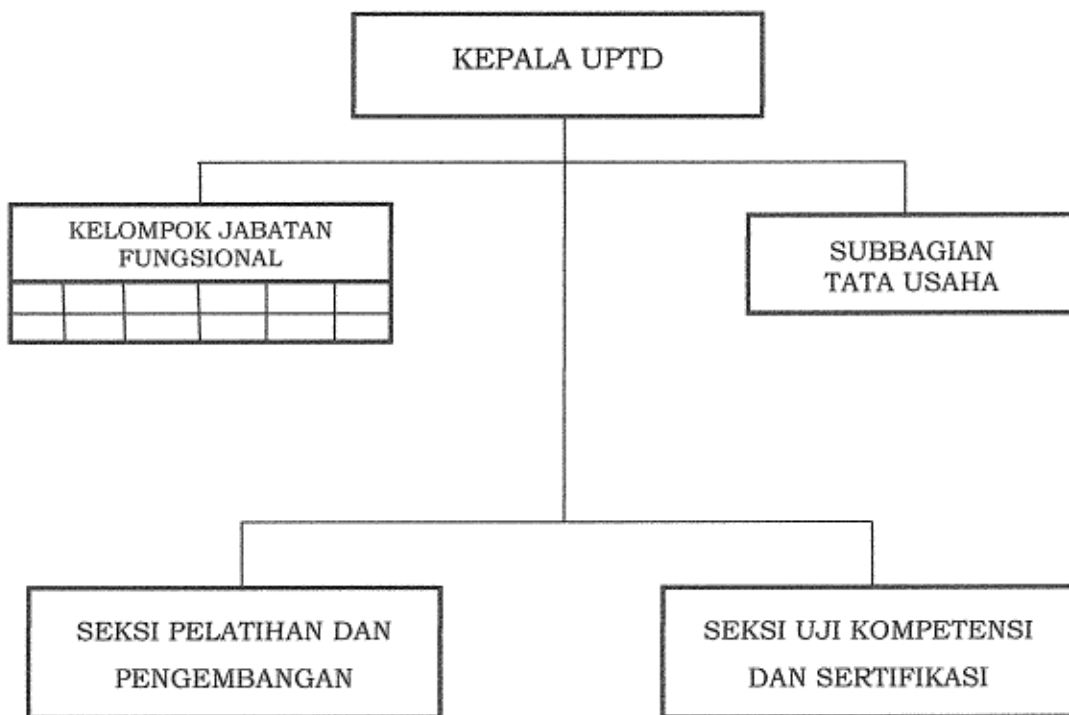 KEPALA UPTD
KELOMPOK JABATAN
FUNGSIONAL
SUBBAGIAN
TATA USAHA
SEKSI PELATIHAN DAN
PENGEMBANGAN
SEKSI UJI KOMPETENSI
DAN SERTIFIKASI